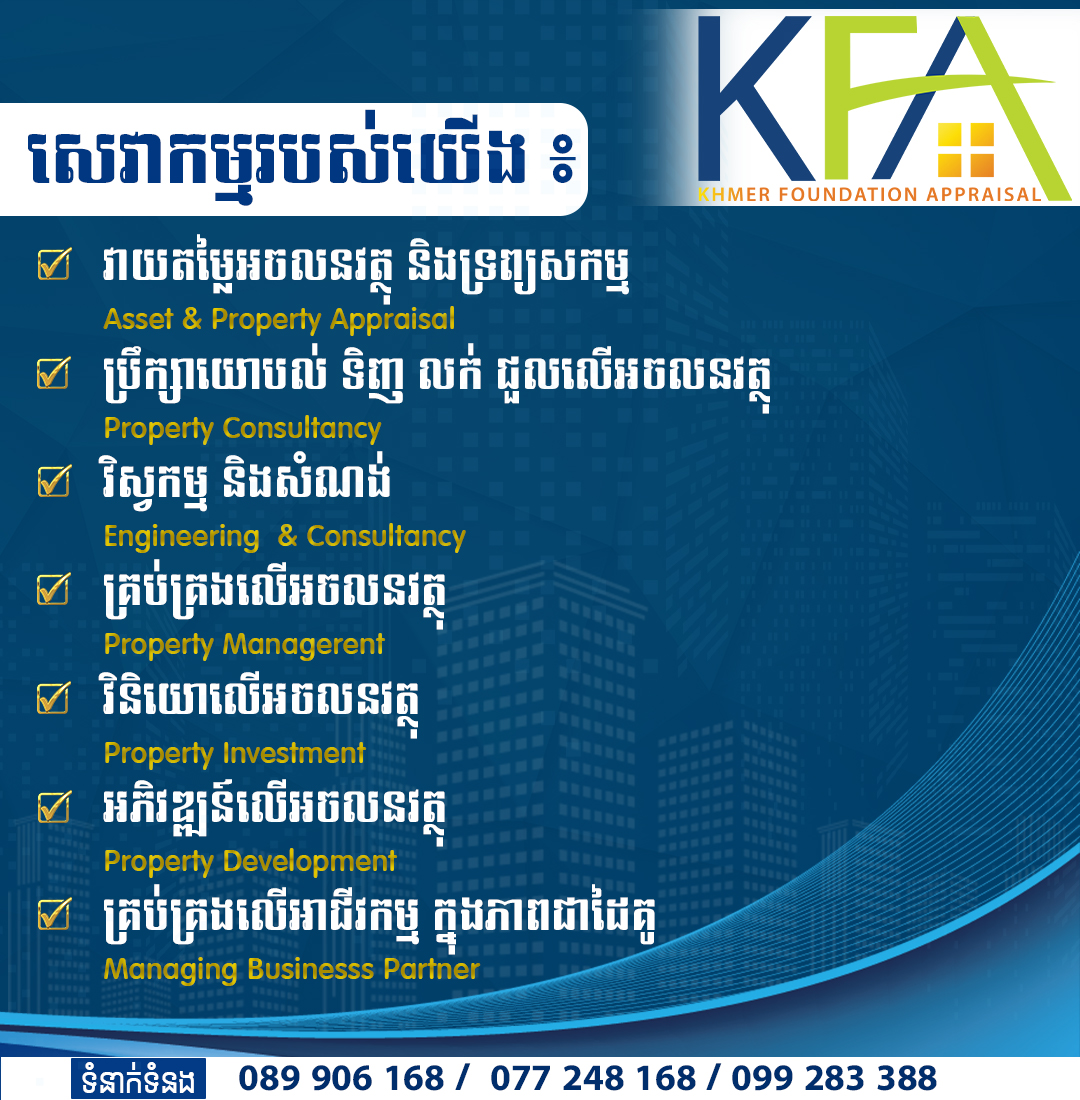 KFA
KHMER FOUNDATION APPRAISAL
សេវាកម្មរបស់យើង ៖
វាយតម្លៃអចលនវត្ថុ និងទ្រព្យសកម្ម
Asset & Property Appraisal
ប្រឹក្សាយោបល់ ទិញ លក់ ជួលលើអចលនវត្ថុ
Property Consultancy
វិស្វកម្ម និងសំណង់
Engineering & Consultancy
គ្រប់គ្រងលើអចលនវត្ថុ
Property Managerent
វិនិយោលើអចលនវត្ថុ
Property Investment
អភិវឌ្ឍន៍លើអចលនវត្ថុ
Property Development
គ្រប់គ្រងលើអាជីវកម្ម ក្នុងភាពជាដៃគូ
Managing Businesss Partner
ទំនាក់ទំនង 089 906 168 / 077 248 168 / 099 283 388